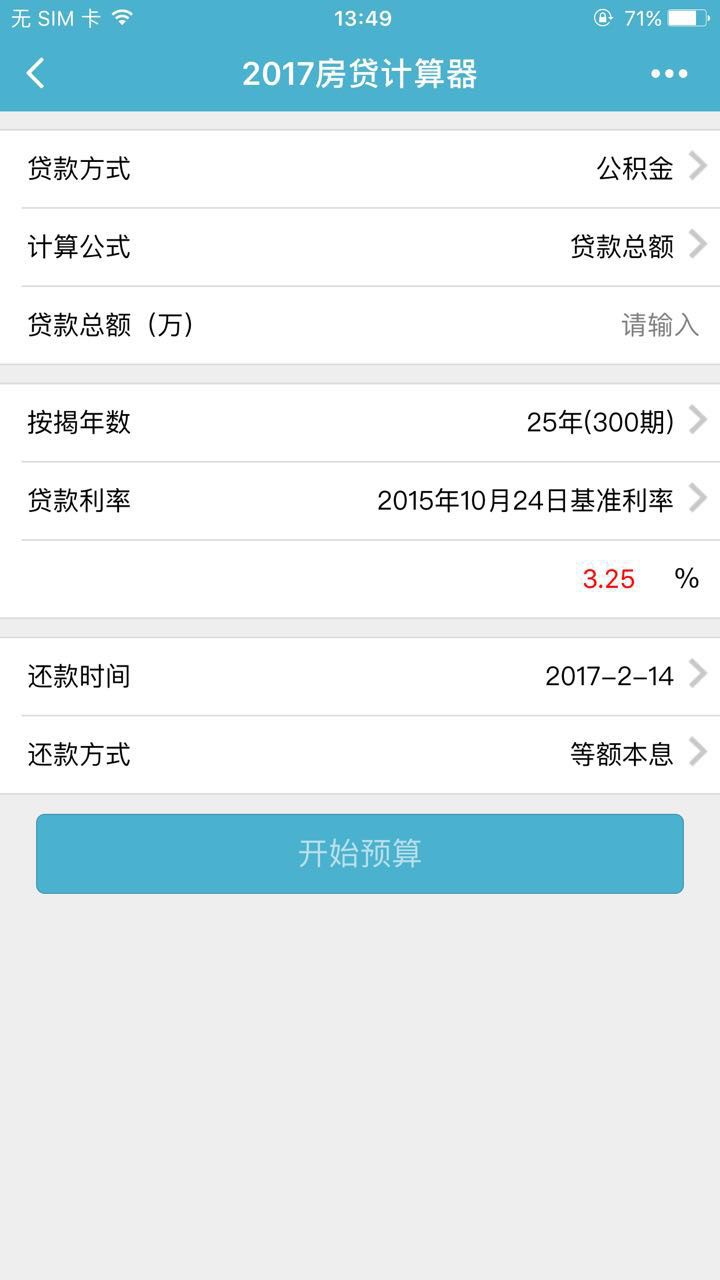 无 SIM 卡 13:49 71%
2017房贷计算器
贷款方式 公积金
计算公式 贷款总额
贷款总额（万） 请输入
按揭年数 25年(300期)
贷款利率 2015年10月24日基准利率
3.25 %
还款时间 2017-2-14
还款方式 等额本息
开始预算